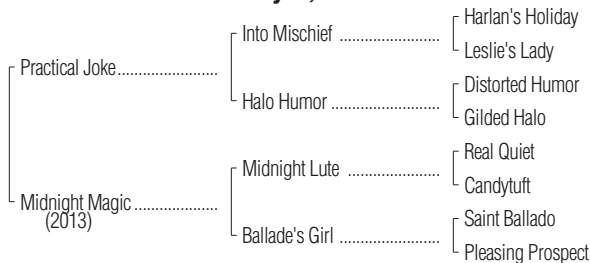 Harlan's Holiday
Into Mischief ......................
Leslie's Lady
Practical Joke......................
Distorted Humor
Halo Humor ........................
Gilded Halo
Real Quiet
Midnight Lute ....................
Candytuft
Midnight Magic ..................
(2013)
Saint Ballado
Ballade's Girl ......................
Pleasing Prospect